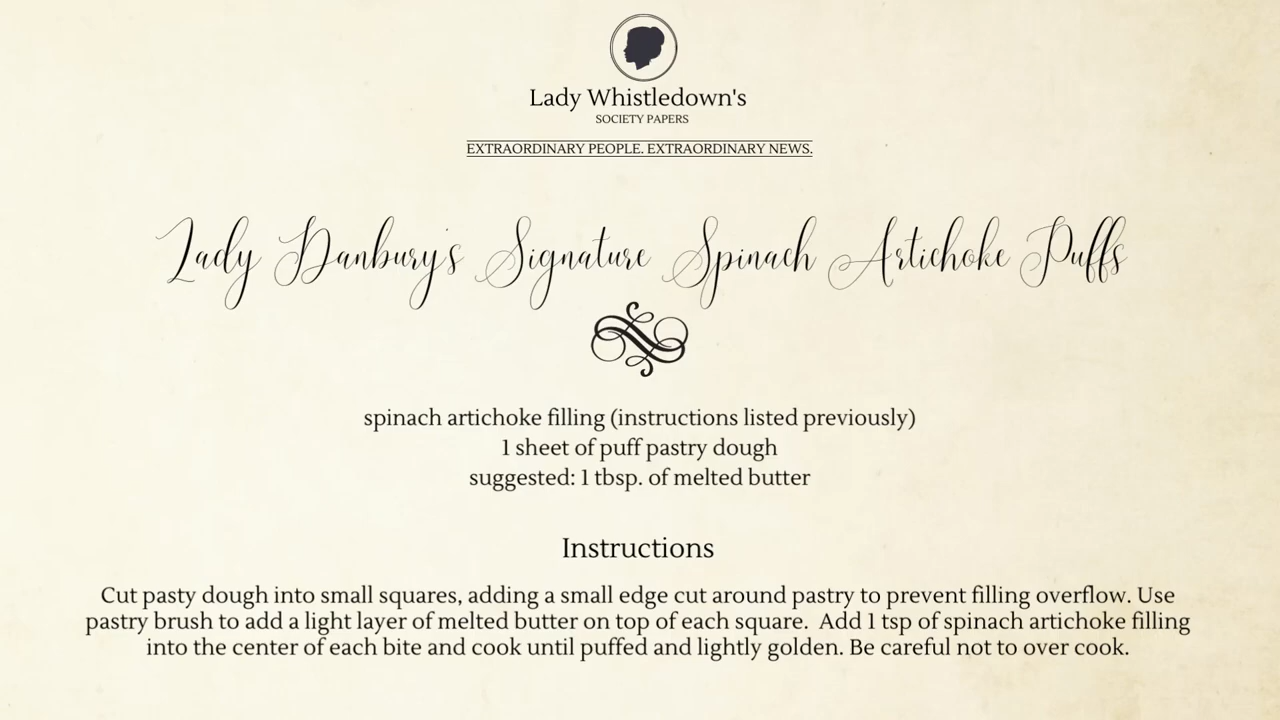 Lady Whistledown's
SOCIETY PAPERS
EXTRAORDINARY PEOPLE. EXTRAORDINARY NEWS.
Lady Danbury's Signature Spinach Artichoke Puffs
spinach artichoke filling (instructions listed previously)
1 sheet of puff pastry dough
suggested: 1 tbsp. of melted butter
Instructions
Cut pasty dough into small squares, adding a small edge cut around pastry to prevent filling overflow. Use
pastry brush to add a light layer of melted butter on top of each square.  Add 1 tsp of spinach artichoke filling
into the center of each bite and cook until puffed and lightly golden. Be careful not to over cook.